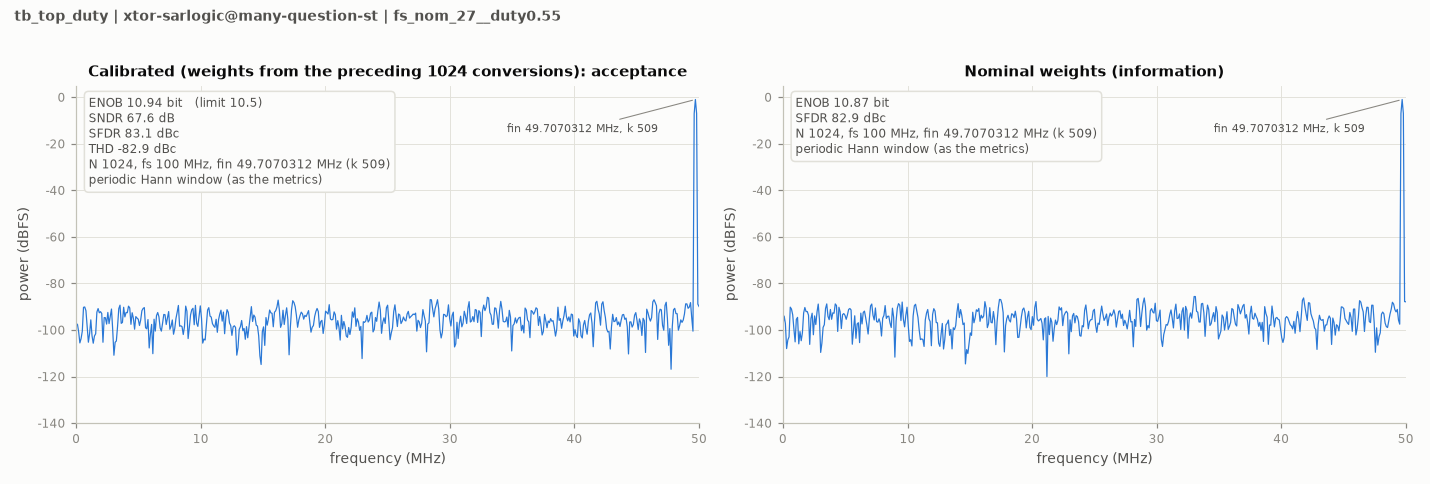 tb_top_duty | xtor-sarlogic@many-question-st | fs_nom_27__duty0.55
Calibrated (weights from the preceding 1024 conversions): acceptance
ENOB 10.94 bit   (limit 10.5)
SNDR 67.6 dB
SFDR 83.1 dBc
THD -82.9 dBc
N 1024, fs 100 MHz, fin 49.7070312 MHz (k 509)
periodic Hann window (as the metrics)
fin 49.7070312 MHz, k 509
power (dBFS)
0
-20
-40
-60
-80
-100
-120
-140
0 10 20 30 40 50
frequency (MHz)
Nominal weights (information)
ENOB 10.87 bit
SFDR 82.9 dBc
N 1024, fs 100 MHz, fin 49.7070312 MHz (k 509)
periodic Hann window (as the metrics)
fin 49.7070312 MHz, k 509
power (dBFS)
0
-20
-40
-60
-80
-100
-120
-140
0 10 20 30 40 50
frequency (MHz)